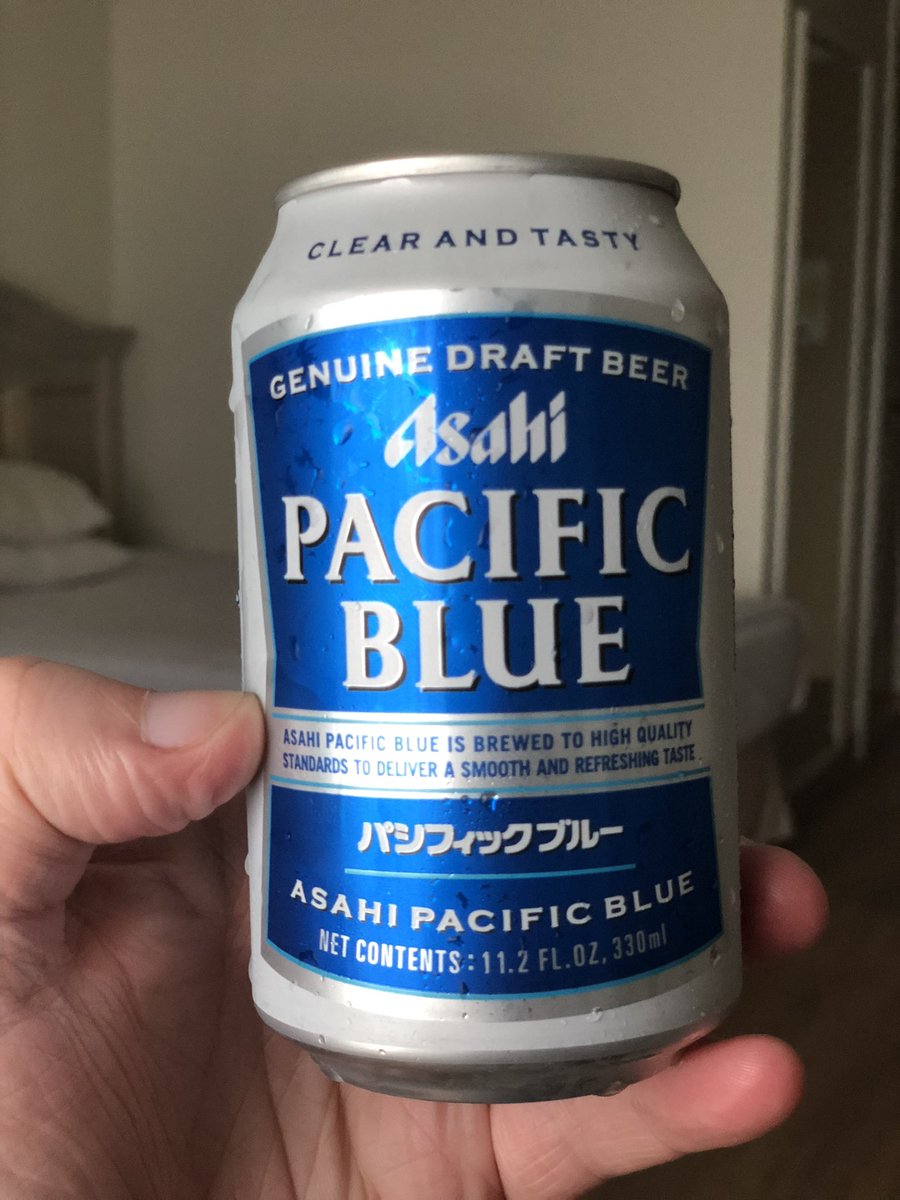 CLEAR AND TASTY
GENUINE DRAFT BEER
Asahi
PACIFIC
BLUE
ASAHI PACIFIC BLUE IS BREWED TO HIGH QUALITY
STANDARDS TO DELIVER A SMOOTH AND REFRESHING TASTE
パシフィックブルー
ASAHI PACIFIC BLUE
NET CONTENTS : 11.2 FL.OZ, 330ml